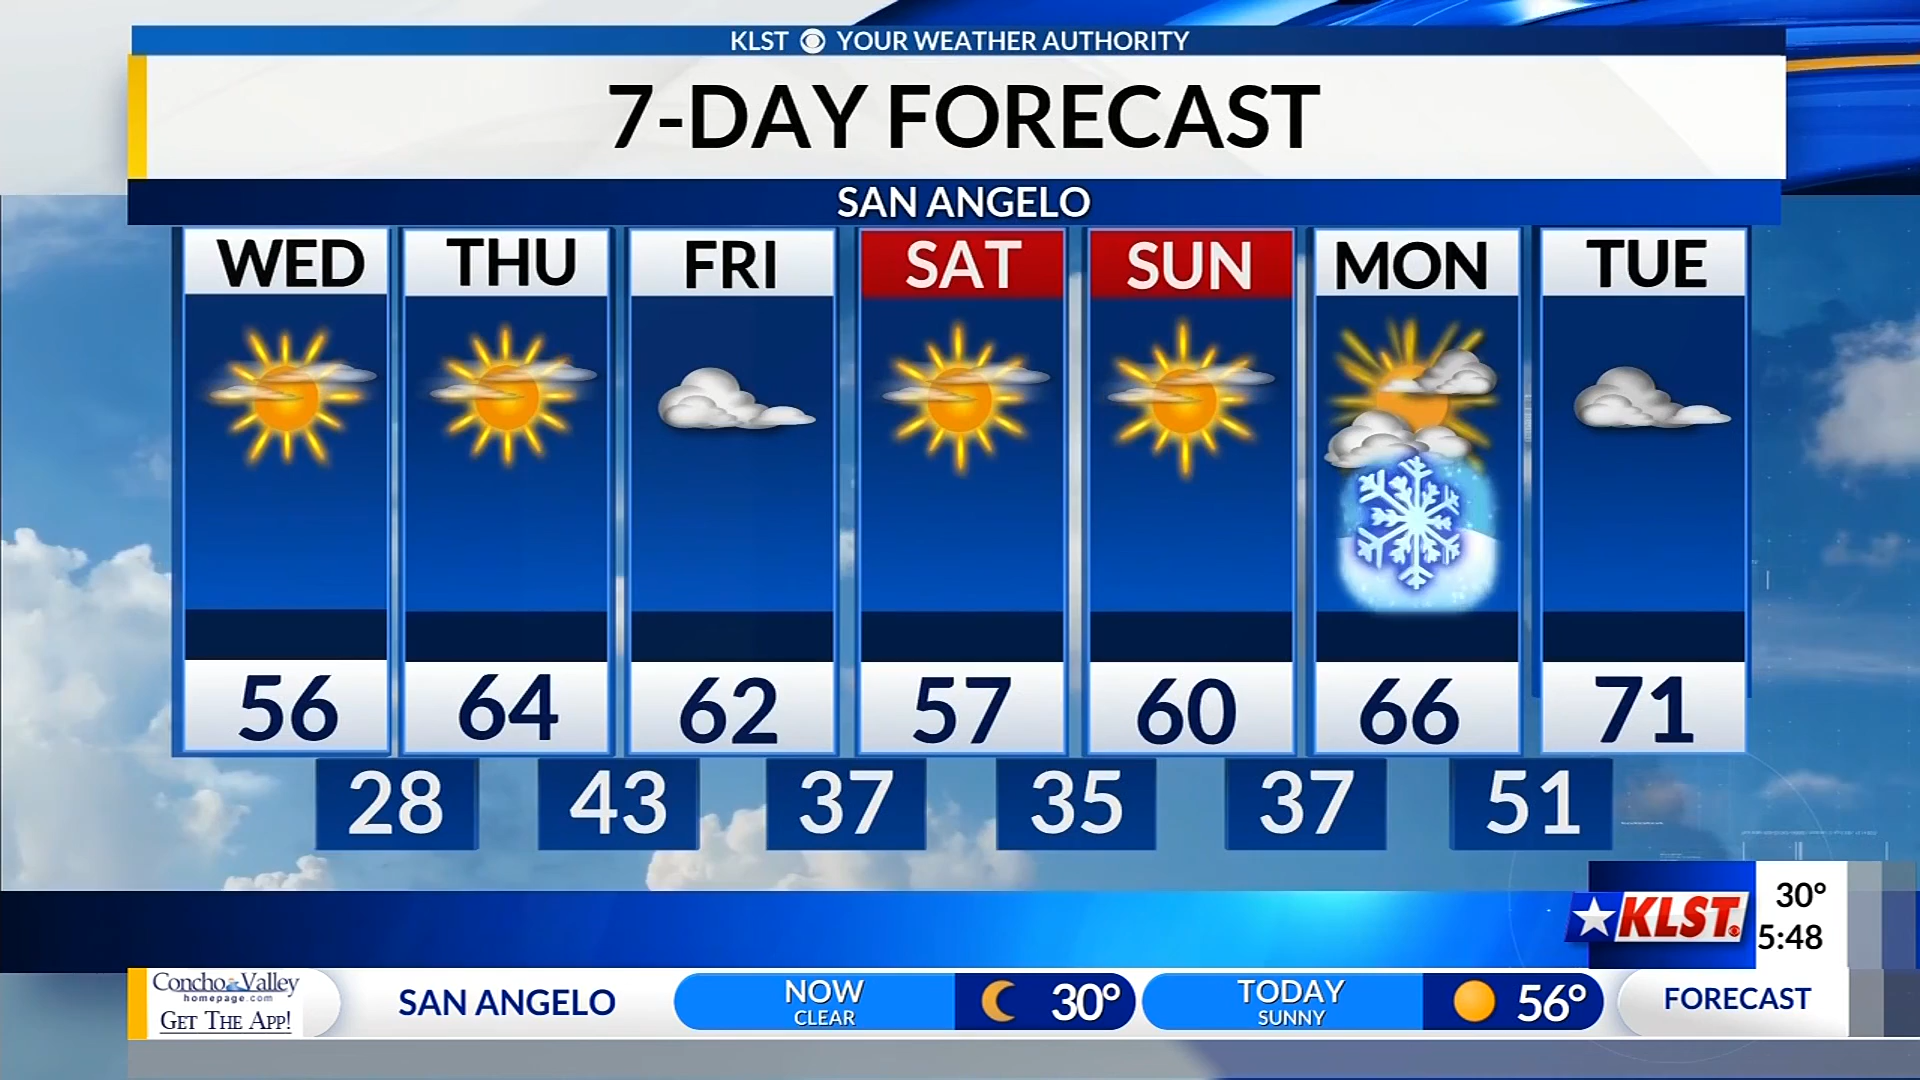 KLST YOUR WEATHER AUTHORITY
7-DAY FORECAST
SAN ANGELO
WED THU FRI SAT SUN MON TUE
56 64 62 57 60 66 71
28 43 37 35 37 51
KLST
30°
5:48
Concho Valley
homepage.com
GET THE APP!
SAN ANGELO
NOW
CLEAR
30°
TODAY
SUNNY
56°
FORECAST